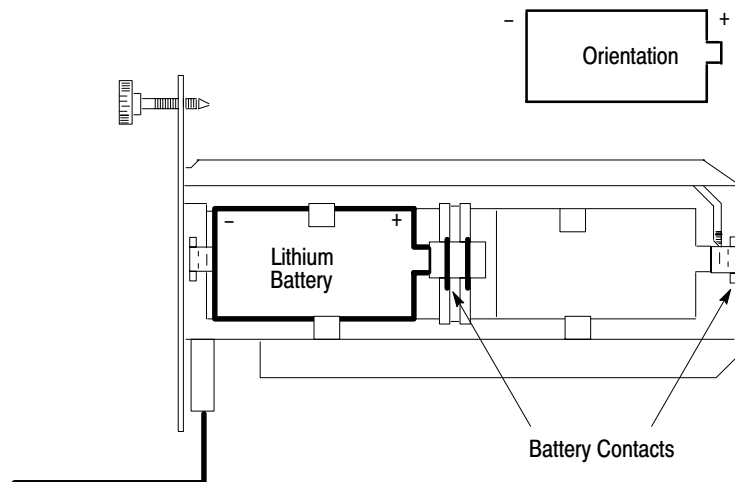 - +
Orientation
- +
Lithium
Battery
Battery Contacts